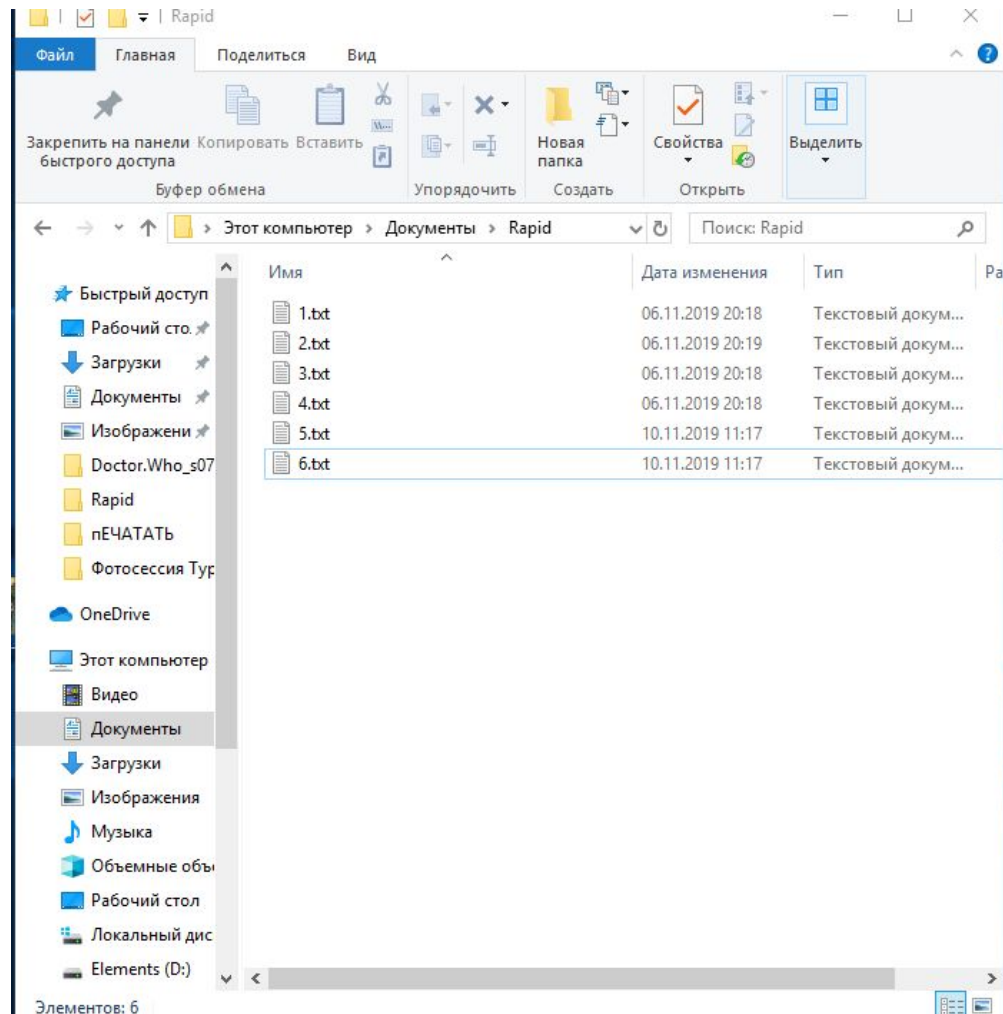 Rapid
Файл Главная Поделиться Вид
Закрепить на панели Копировать Вставить
быстрого доступа
Новая
папка
Свойства
Выделить
Буфер обмена Упорядочить Создать Открыть
Этот компьютер Документы Rapid Поиск: Rapid
Имя Дата изменения Тип Ра
Быстрый доступ
Рабочий сто.
Загрузки
Документы
Изображени
Doctor.Who_s07
Rapid
пЕЧАТАТЬ
Фотосессия Тур
OneDrive
Этот компьютер
Видео
Документы
Загрузки
Изображения
Музыка
Объемные объ
Рабочий стол
Локальный дис
Elements (D:)
1.txt 06.11.2019 20:18 Текстовый докум...
2.txt 06.11.2019 20:19 Текстовый докум...
3.txt 06.11.2019 20:18 Текстовый докум...
4.txt 06.11.2019 20:18 Текстовый докум...
5.txt 10.11.2019 11:17 Текстовый докум...
6.txt 10.11.2019 11:17 Текстовый докум...
Элементов: 6